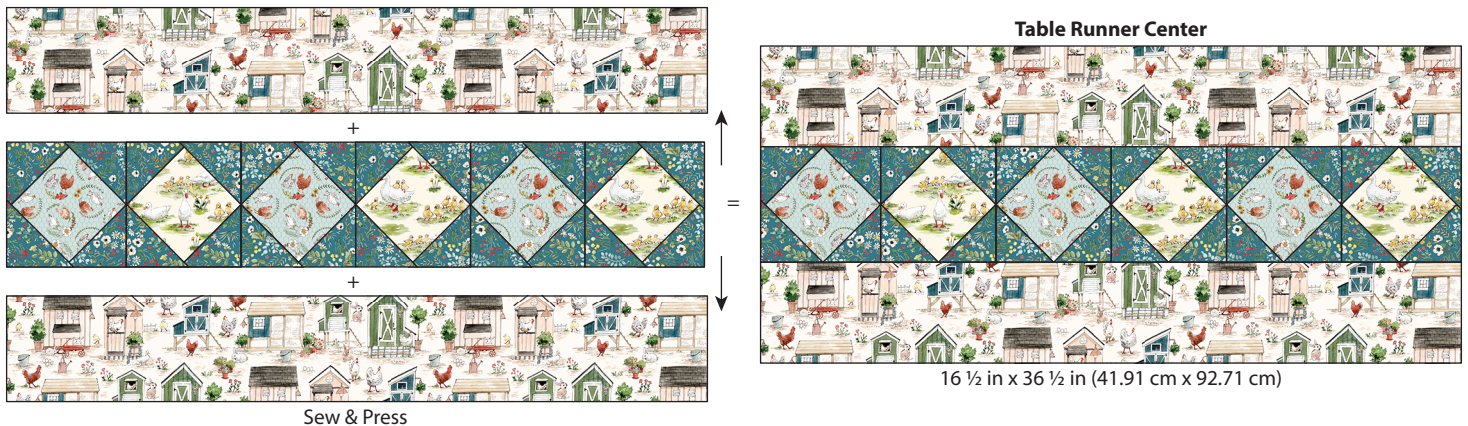 Table Runner Center
+
=
+
16 ½ in x 36 ½ in (41.91 cm x 92.71 cm)
Sew & Press